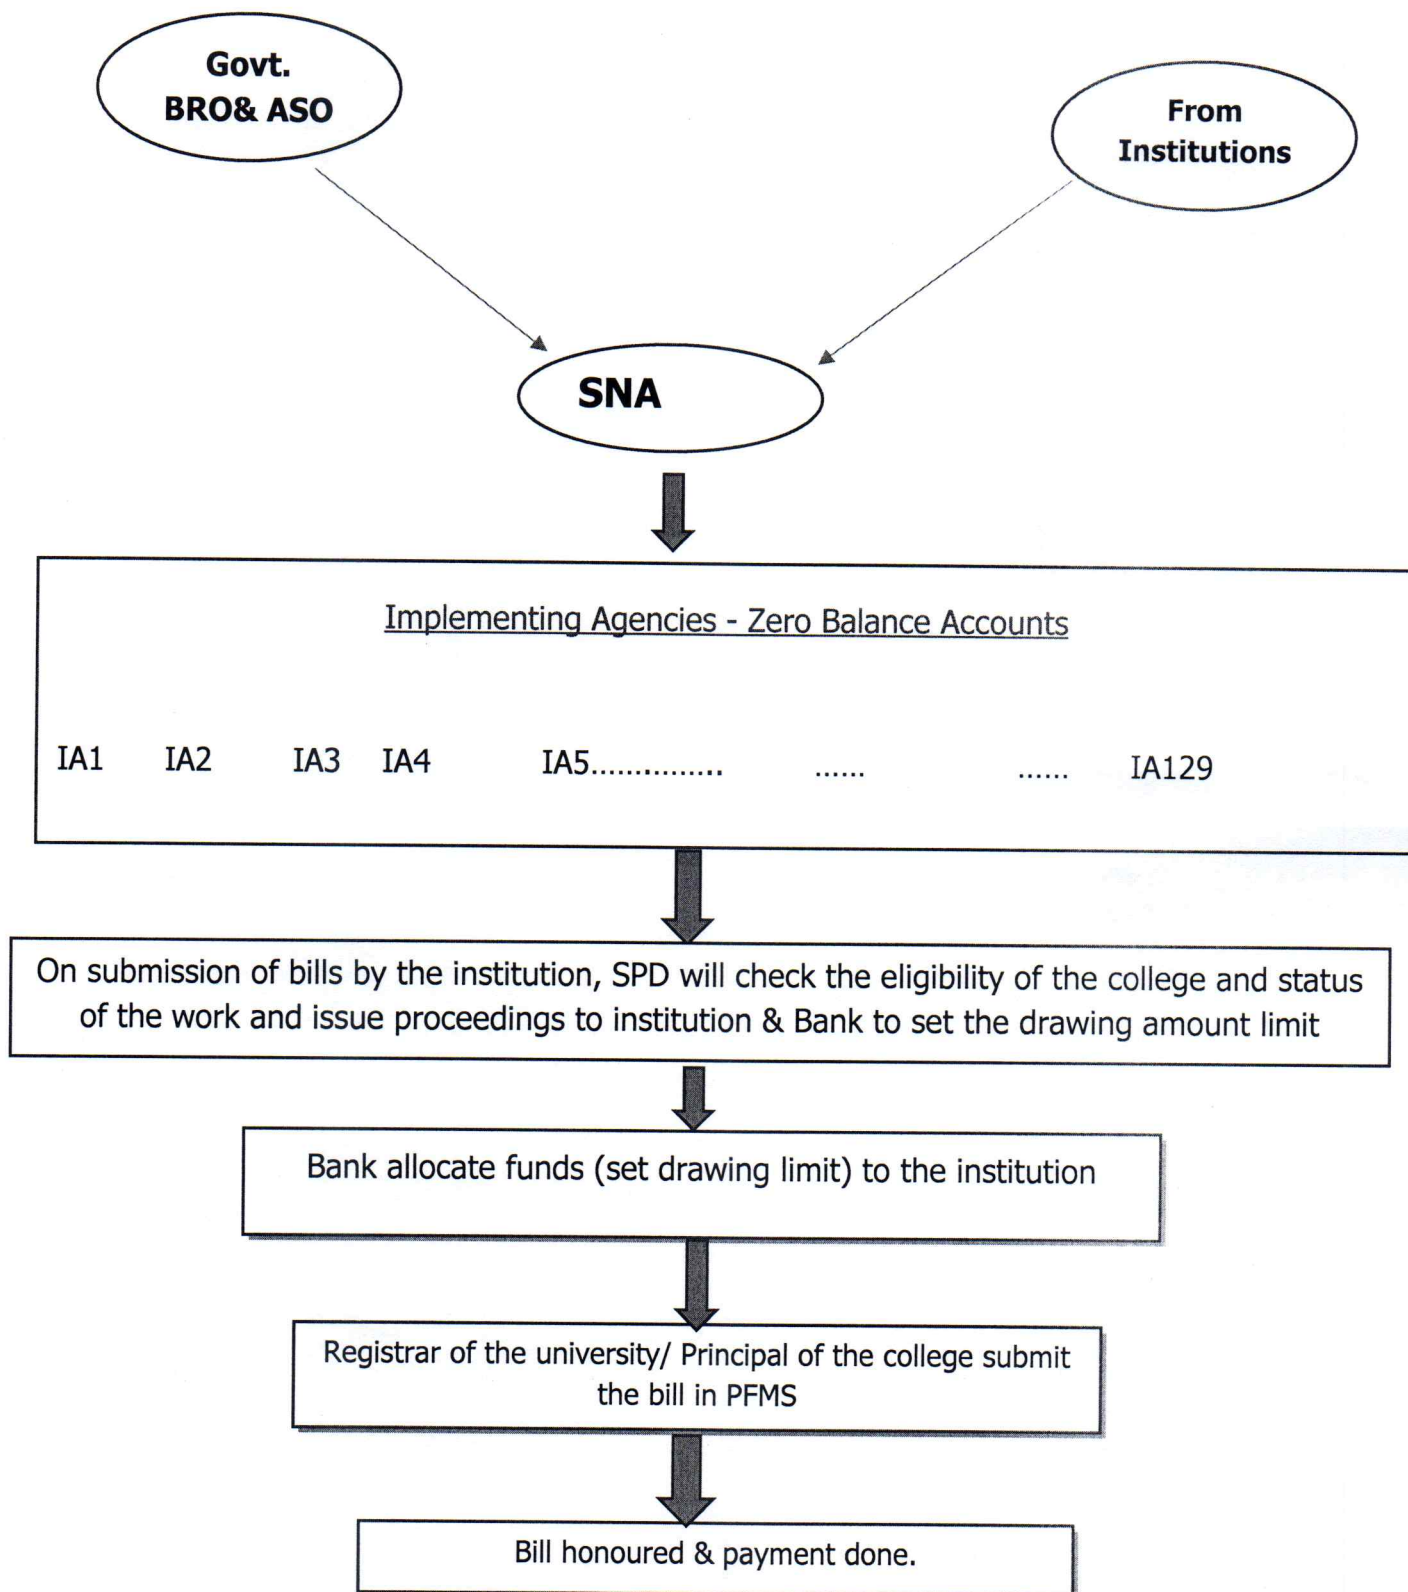 Govt.
BRO& ASO
From
Institutions
SNA
Implementing Agencies - Zero Balance Accounts
IA1 IA2 IA3 IA4 IA5............... ...... ...... IA129
On submission of bills by the institution, SPD will check the eligibility of the college and status
of the work and issue proceedings to institution & Bank to set the drawing amount limit
Bank allocate funds (set drawing limit) to the institution
Registrar of the university/ Principal of the college submit
the bill in PFMS
Bill honoured & payment done.